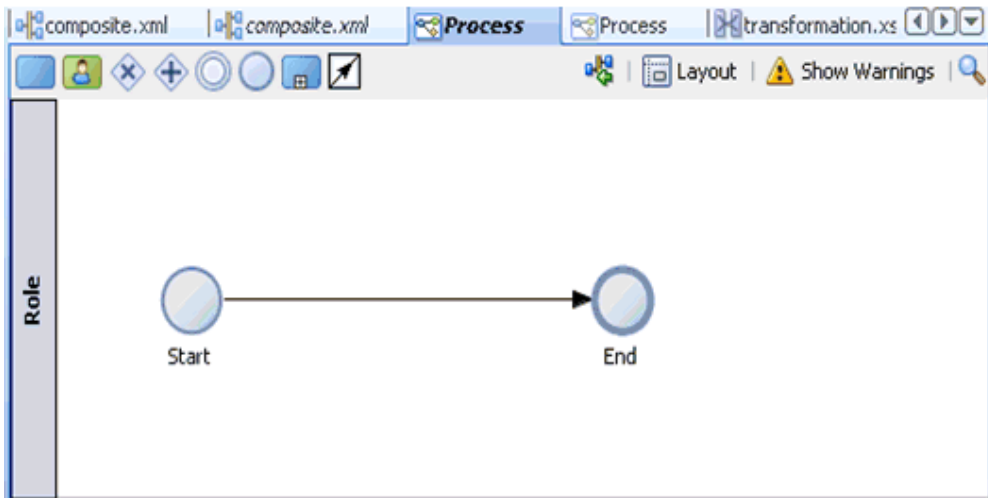 composite.xml composite.xml Process Process transformation.xs
Layout Show Warnings
Role
Start End